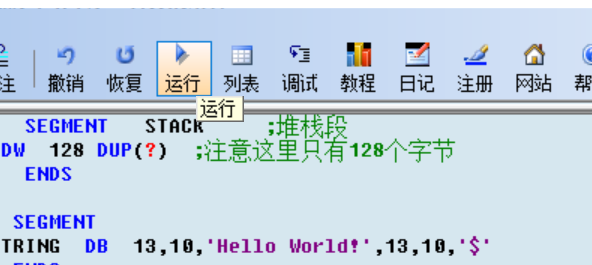 注 撤销 恢复 运行 列表 调试 教程 日记 注册 网站 帮
运行
SEGMENT STACK ;堆栈段
DW 128 DUP(?) ;注意这里只有128个字节
ENDS
SEGMENT
TRING DB 13,10,'Hello World!',13,10,'$'
ENDS